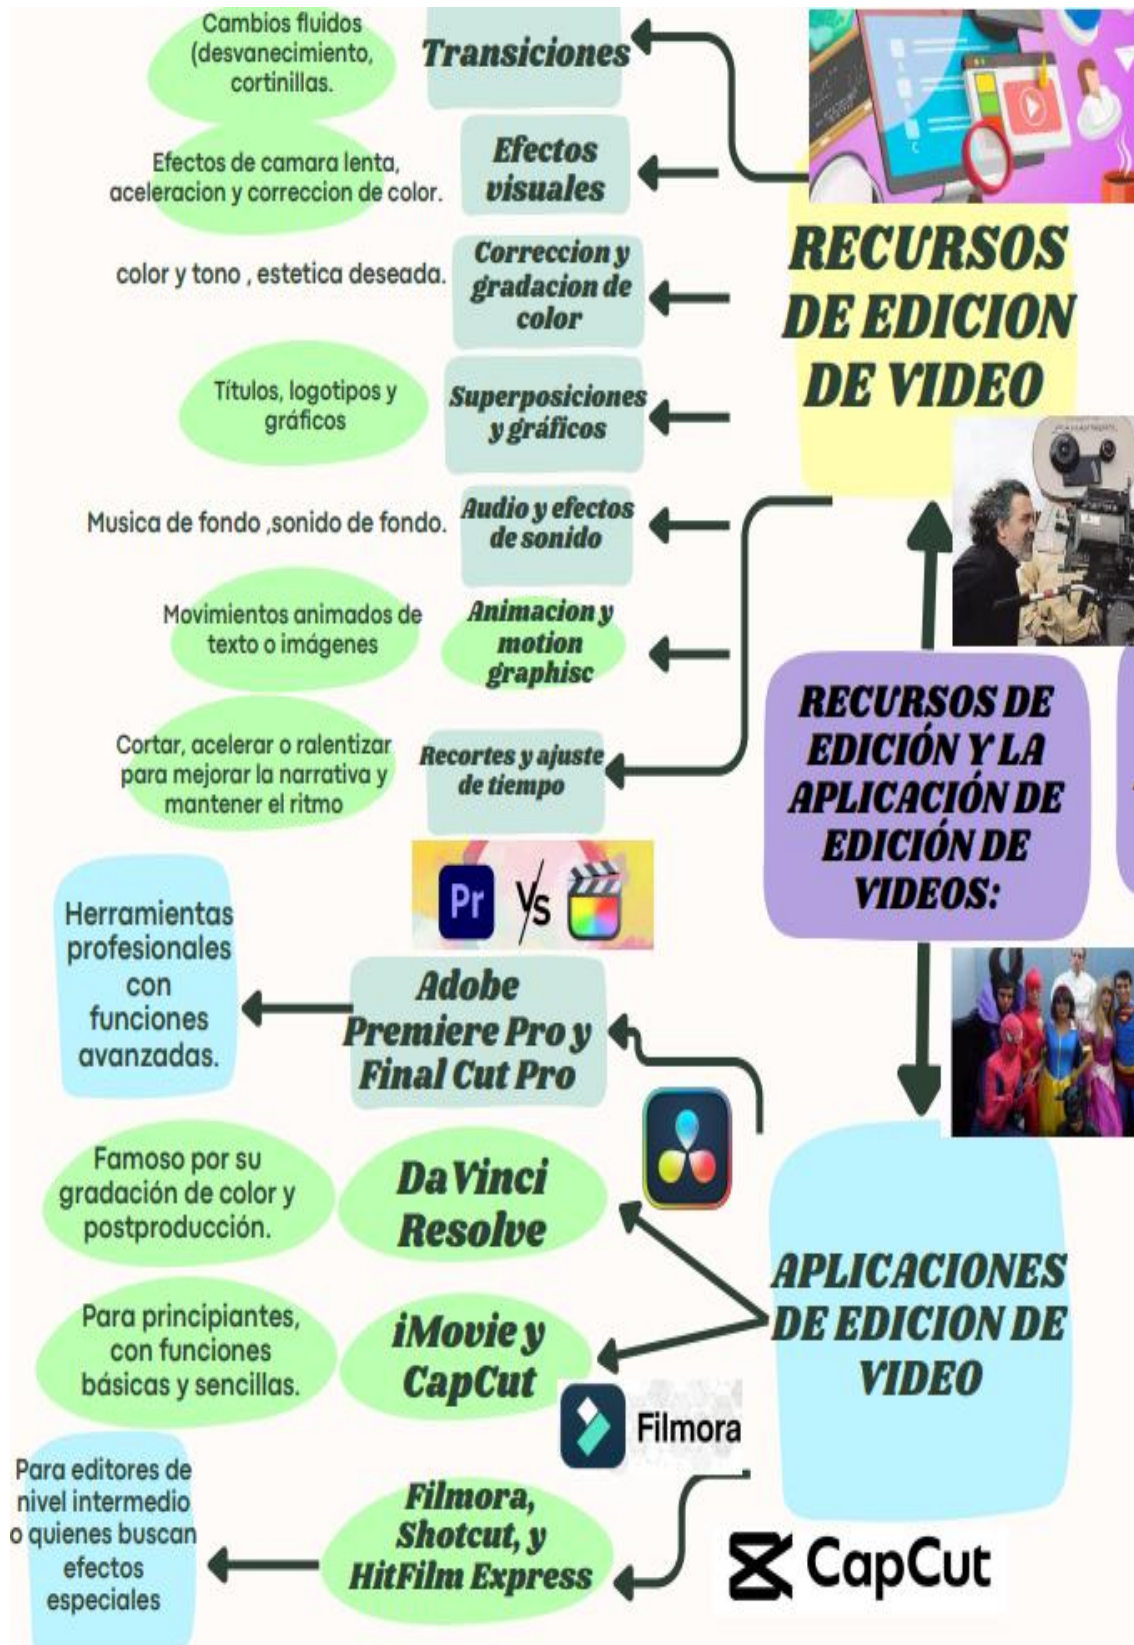 Cambios fluidos
(desvanecimiento,
cortinillas.
Transiciones
Efectos de camara lenta,
aceleracion y correccion de color.
Efectos
visuales
color y tono , estetica deseada.
Correccion y
gradacion de
color
Títulos, logotipos y
gráficos
Superposiciones
y gráficos
Musica de fondo ,sonido de fondo.
Audio y efectos
de sonido
Movimientos animados de
texto o imágenes
Animacion y
motion
graphisc
Cortar, acelerar o ralentizar
para mejorar la narrativa y
mantener el ritmo
Recortes y ajuste
de tiempo
RECURSOS
DE EDICION
DE VIDEO
RECURSOS DE
EDICIÓN Y LA
APLICACIÓN DE
EDICIÓN DE
VIDEOS:
Pr Vs
Herramientas
profesionales
con
funciones
avanzadas.
Adobe
Premiere Pro y
Final Cut Pro
Famoso por su
gradación de color y
postproducción.
DaVinci
Resolve
Para principiantes,
con funciones
básicas y sencillas.
iMovie y
CapCut
Filmora
APLICACIONES
DE EDICION DE
VIDEO
Para editores de
nivel intermedio
o quienes buscan
efectos
especiales
Filmora,
Shotcut, y
HitFilm Express
CapCut